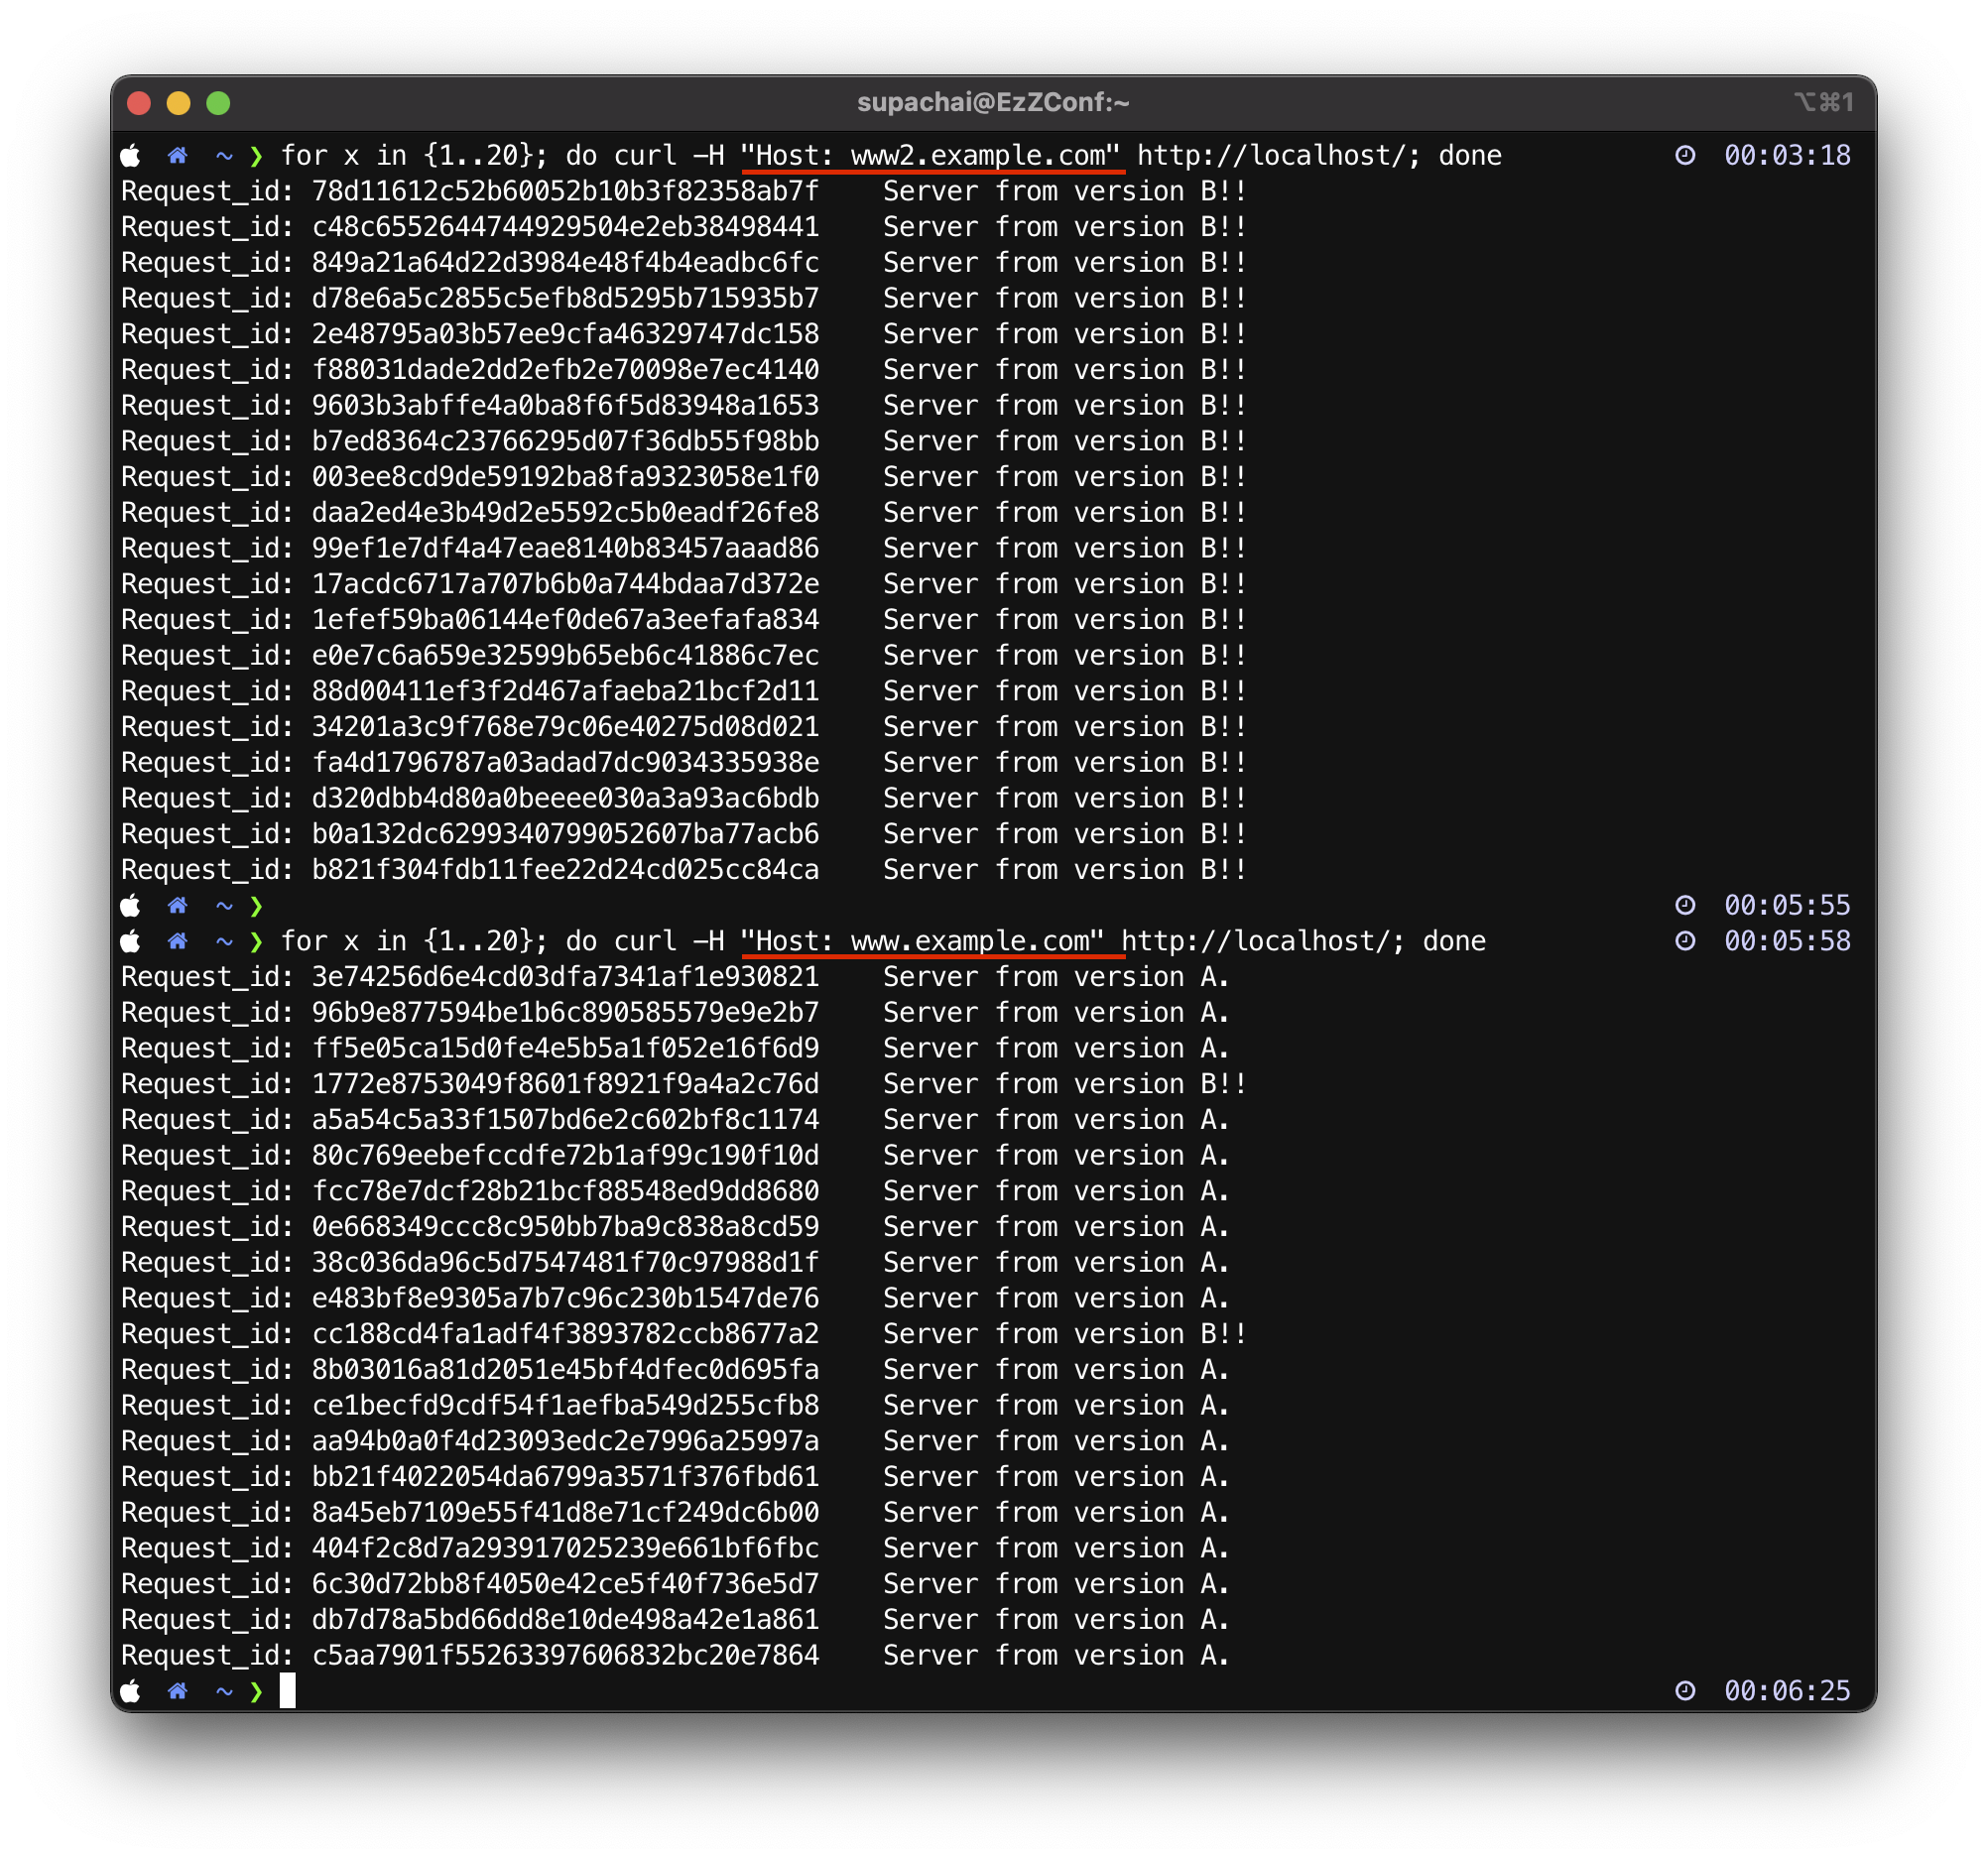 supachai@EzZConf:~ ⌥⌘1
~ ❯ for x in {1..20}; do curl -H "Host: www2.example.com" http://localhost/; done 00:03:18
Request_id: 78d11612c52b60052b10b3f82358ab7f Server from version B!!
Request_id: c48c6552644744929504e2eb38498441 Server from version B!!
Request_id: 849a21a64d22d3984e48f4b4eadbc6fc Server from version B!!
Request_id: d78e6a5c2855c5efb8d5295b715935b7 Server from version B!!
Request_id: 2e48795a03b57ee9cfa46329747dc158 Server from version B!!
Request_id: f88031dade2dd2efb2e70098e7ec4140 Server from version B!!
Request_id: 9603b3abffe4a0ba8f6f5d83948a1653 Server from version B!!
Request_id: b7ed8364c23766295d07f36db55f98bb Server from version B!!
Request_id: 003ee8cd9de59192ba8fa9323058e1f0 Server from version B!!
Request_id: daa2ed4e3b49d2e5592c5b0eadf26fe8 Server from version B!!
Request_id: 99ef1e7df4a47eae8140b83457aaad86 Server from version B!!
Request_id: 17acdc6717a707b6b0a744bdaa7d372e Server from version B!!
Request_id: 1efef59ba06144ef0de67a3eefafa834 Server from version B!!
Request_id: e0e7c6a659e32599b65eb6c41886c7ec Server from version B!!
Request_id: 88d00411ef3f2d467afaeba21bcf2d11 Server from version B!!
Request_id: 34201a3c9f768e79c06e40275d08d021 Server from version B!!
Request_id: fa4d1796787a03adad7dc9034335938e Server from version B!!
Request_id: d320dbb4d80a0beeee030a3a93ac6bdb Server from version B!!
Request_id: b0a132dc6299340799052607ba77acb6 Server from version B!!
Request_id: b821f304fdb11fee22d24cd025cc84ca Server from version B!!
~ ❯ 00:05:55
~ ❯ for x in {1..20}; do curl -H "Host: www.example.com" http://localhost/; done 00:05:58
Request_id: 3e74256d6e4cd03dfa7341af1e930821 Server from version A.
Request_id: 96b9e877594be1b6c890585579e9e2b7 Server from version A.
Request_id: ff5e05ca15d0fe4e5b5a1f052e16f6d9 Server from version A.
Request_id: 1772e8753049f8601f8921f9a4a2c76d Server from version B!!
Request_id: a5a54c5a33f1507bd6e2c602bf8c1174 Server from version A.
Request_id: 80c769eebefccdfe72b1af99c190f10d Server from version A.
Request_id: fcc78e7dcf28b21bcf88548ed9dd8680 Server from version A.
Request_id: 0e668349ccc8c950bb7ba9c838a8cd59 Server from version A.
Request_id: 38c036da96c5d7547481f70c97988d1f Server from version A.
Request_id: e483bf8e9305a7b7c96c230b1547de76 Server from version A.
Request_id: cc188cd4fa1adf4f3893782ccb8677a2 Server from version B!!
Request_id: 8b03016a81d2051e45bf4dfec0d695fa Server from version A.
Request_id: ce1becfd9cdf54f1aefba549d255cfb8 Server from version A.
Request_id: aa94b0a0f4d23093edc2e7996a25997a Server from version A.
Request_id: bb21f4022054da6799a3571f376fbd61 Server from version A.
Request_id: 8a45eb7109e55f41d8e71cf249dc6b00 Server from version A.
Request_id: 404f2c8d7a293917025239e661bf6fbc Server from version A.
Request_id: 6c30d72bb8f4050e42ce5f40f736e5d7 Server from version A.
Request_id: db7d78a5bd66dd8e10de498a42e1a861 Server from version A.
Request_id: c5aa7901f55263397606832bc20e7864 Server from version A.
~ ❯ 00:06:25